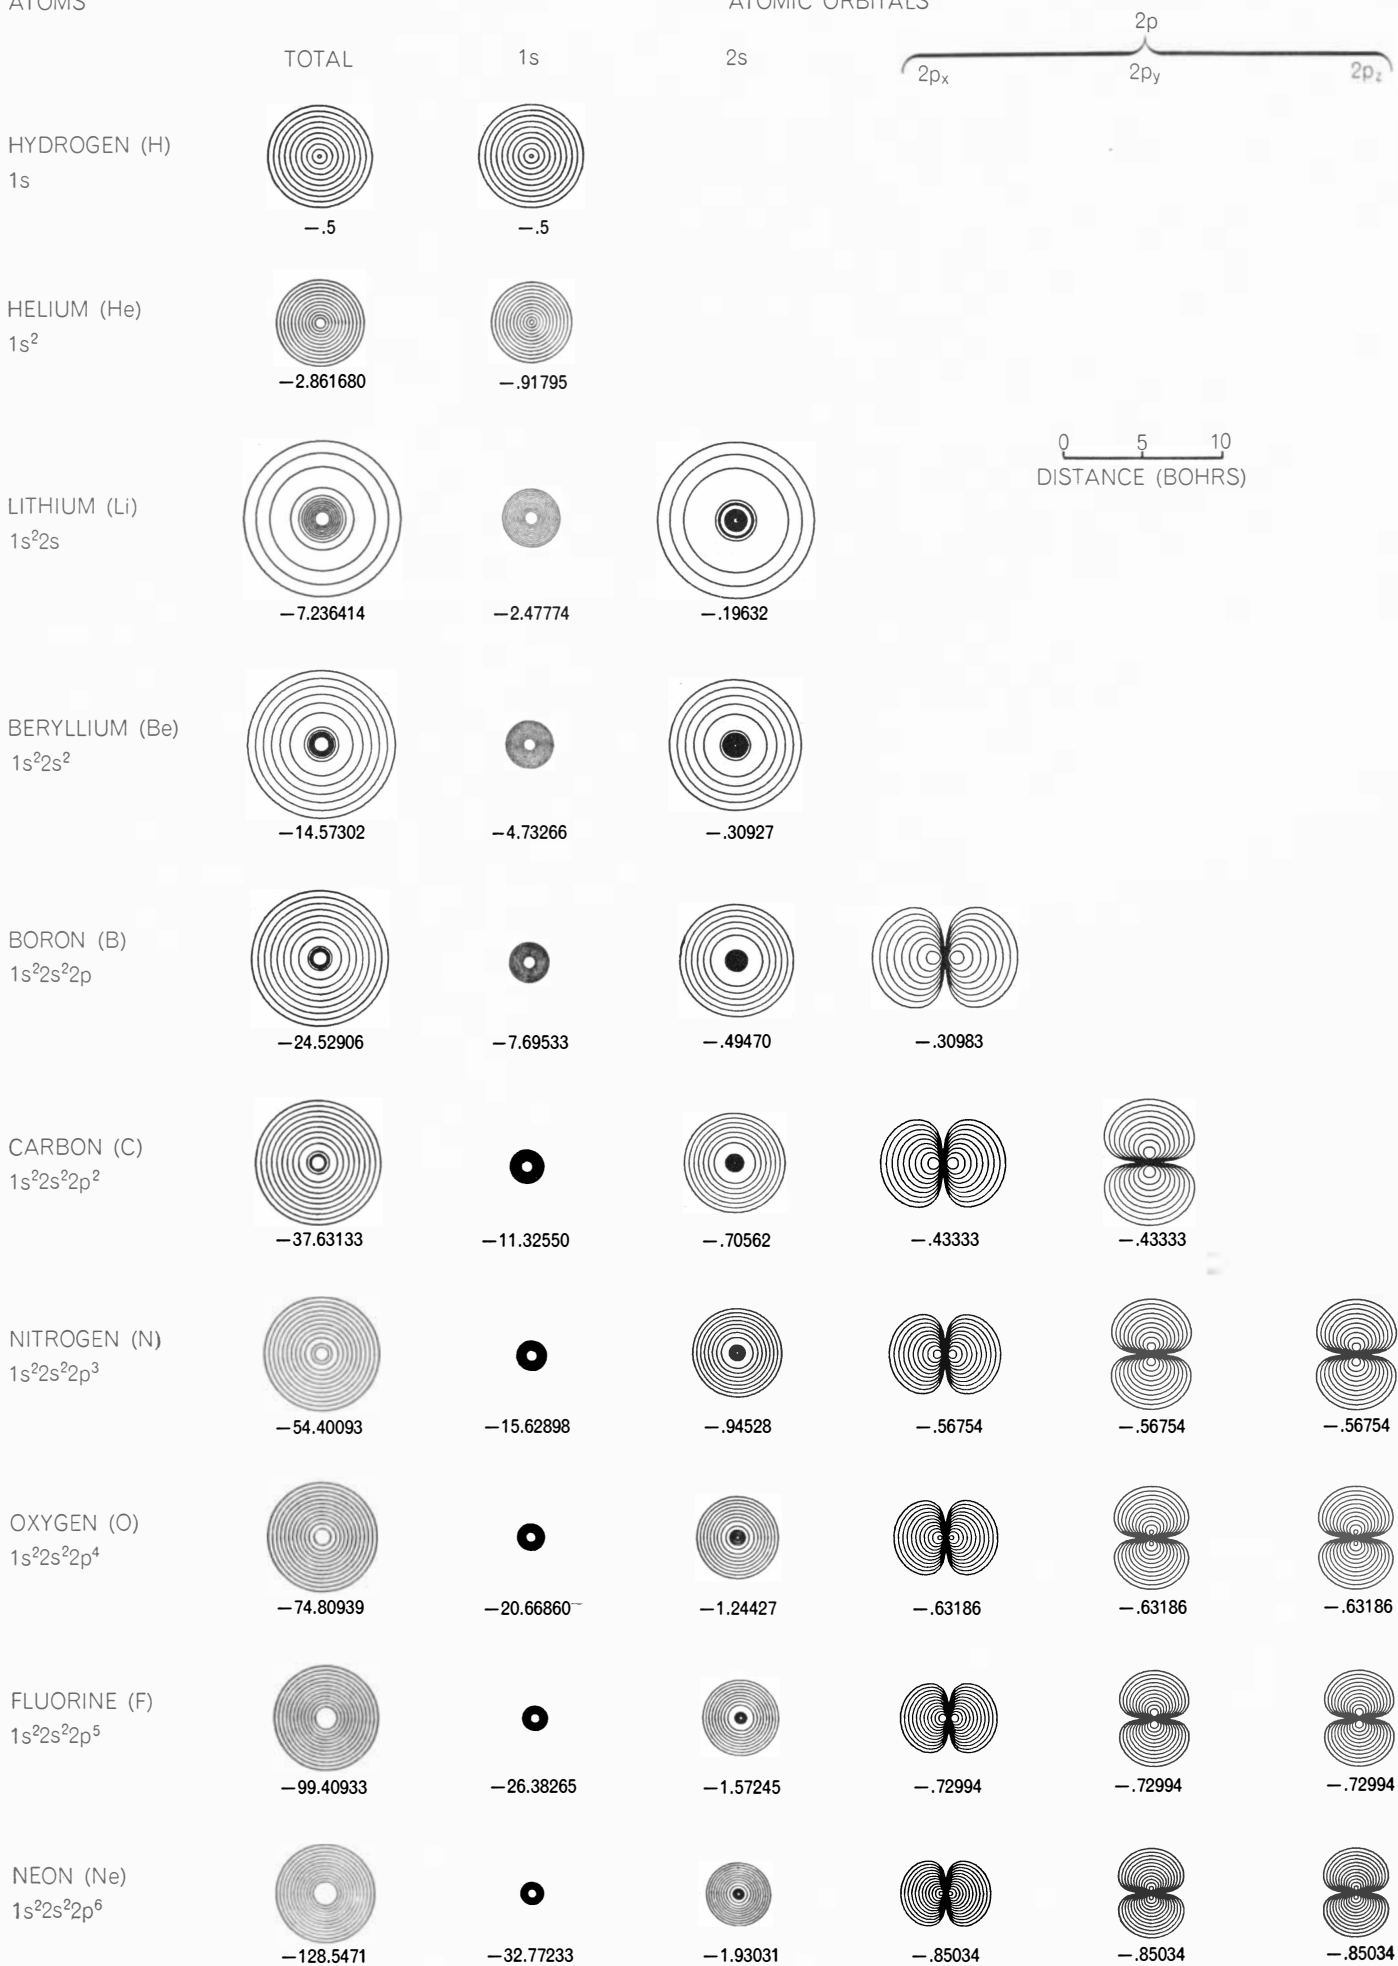 ATOMS ATOMIC ORBITALS
2p
TOTAL 1s 2s 2pₓ 2py 2pz
HYDROGEN (H)
1s
—.5 —.5
HELIUM (He)
1s²
—2.861680 —.91795
0 5 10
DISTANCE (BOHRS)
LITHIUM (Li)
1s²2s
—7.236414 —2.47774 —.19632
BERYLLIUM (Be)
1s²2s²
—14.57302 —4.73266 —.30927
BORON (B)
1s²2s²2p
—24.52906 —7.69533 —.49470 —.30983
CARBON (C)
1s²2s²2p²
—37.63133 —11.32550 —.70562 —.43333 —.43333
NITROGEN (N)
1s²2s²2p³
—54.40093 —15.62898 —.94528 —.56754 —.56754 —.56754
OXYGEN (O)
1s²2s²2p⁴
—74.80939 —20.66860 —1.24427 —.63186 —.63186 —.63186
FLUORINE (F)
1s²2s²2p⁵
—99.40933 —26.38265 —1.57245 —.72994 —.72994 —.72994
NEON (Ne)
1s²2s²2p⁶
—128.5471 —32.77233 —1.93031 —.85034 —.85034 —.85034